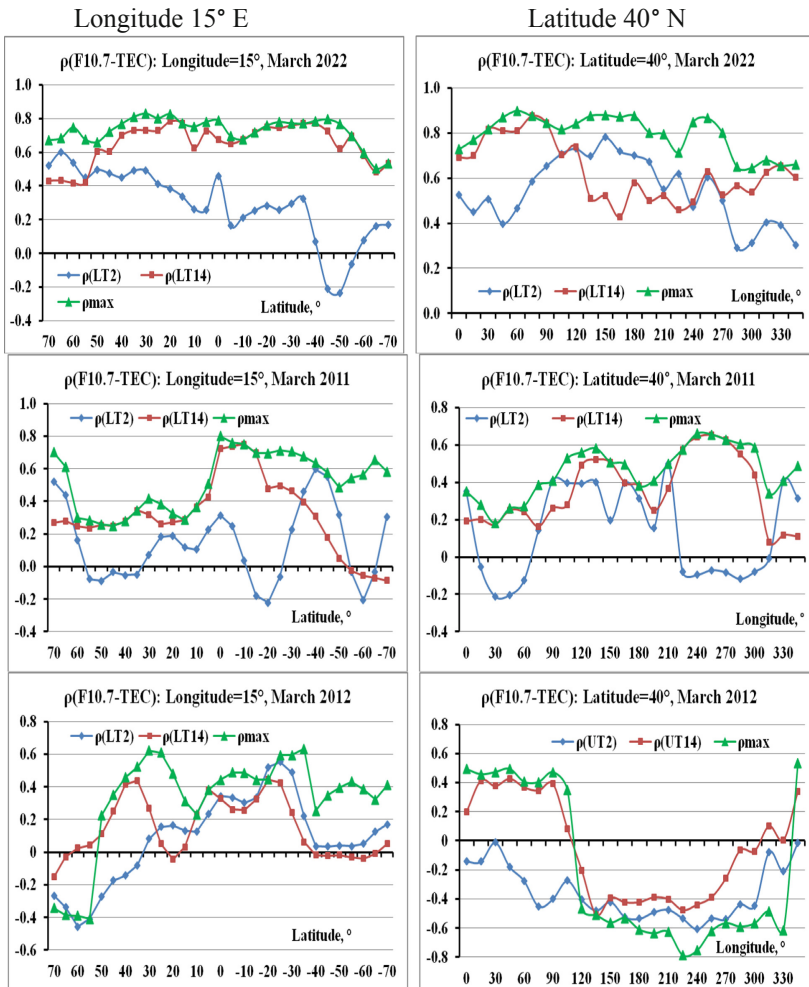 Longitude 15° E
Latitude 40° N
ρ(F10.7-TEC): Longitude=15°, March 2022
1.0
0.8
0.6
0.4
0.2
0.0
-0.2
-0.4
ρ(LT2)
ρ(LT14)
ρmax
Latitude, °
70 60 50 40 30 20 10 0 -10 -20 -30 -40 -50 -60 -70
ρ(F10.7-TEC): Latitude=40°, March 2022
1.0
0.8
0.6
0.4
0.2
0.0
ρ(LT2)
ρ(LT14)
ρmax
Longitude, °
0 30 60 90 120 150 180 210 240 270 300 330
ρ(F10.7-TEC): Longitude=15°, March 2011
1.0
0.8
0.6
0.4
0.2
0.0
-0.2
-0.4
ρ(LT2)
ρ(LT14)
ρmax
Latitude, °
70 60 50 40 30 20 10 0 -10 -20 -30 -40 -50 -60 -70
ρ(F10.7-TEC): Latitude=40°, March 2011
0.8
0.6
0.4
0.2
0
-0.2
-0.4
ρ(LT2)
ρ(LT14)
ρmax
Longitude, °
0 30 60 90 120 150 180 210 240 270 300 330
ρ(F10.7-TEC): Longitude=15°, March 2012
0.8
0.6
0.4
0.2
0
-0.2
-0.4
-0.6
ρ(LT2)
ρ(LT14)
ρmax
Latitude, °
70 60 50 40 30 20 10 0 -10 -20 -30 -40 -50 -60 -70
ρ(F10.7-TEC): Latitude=40°, March 2012
0.8
0.6
0.4
0.2
0
-0.2
-0.4
-0.6
-0.8
ρ(UT2)
ρ(UT14)
ρmax
Longitude, °
0 30 60 90 120 150 180 210 240 270 300 330